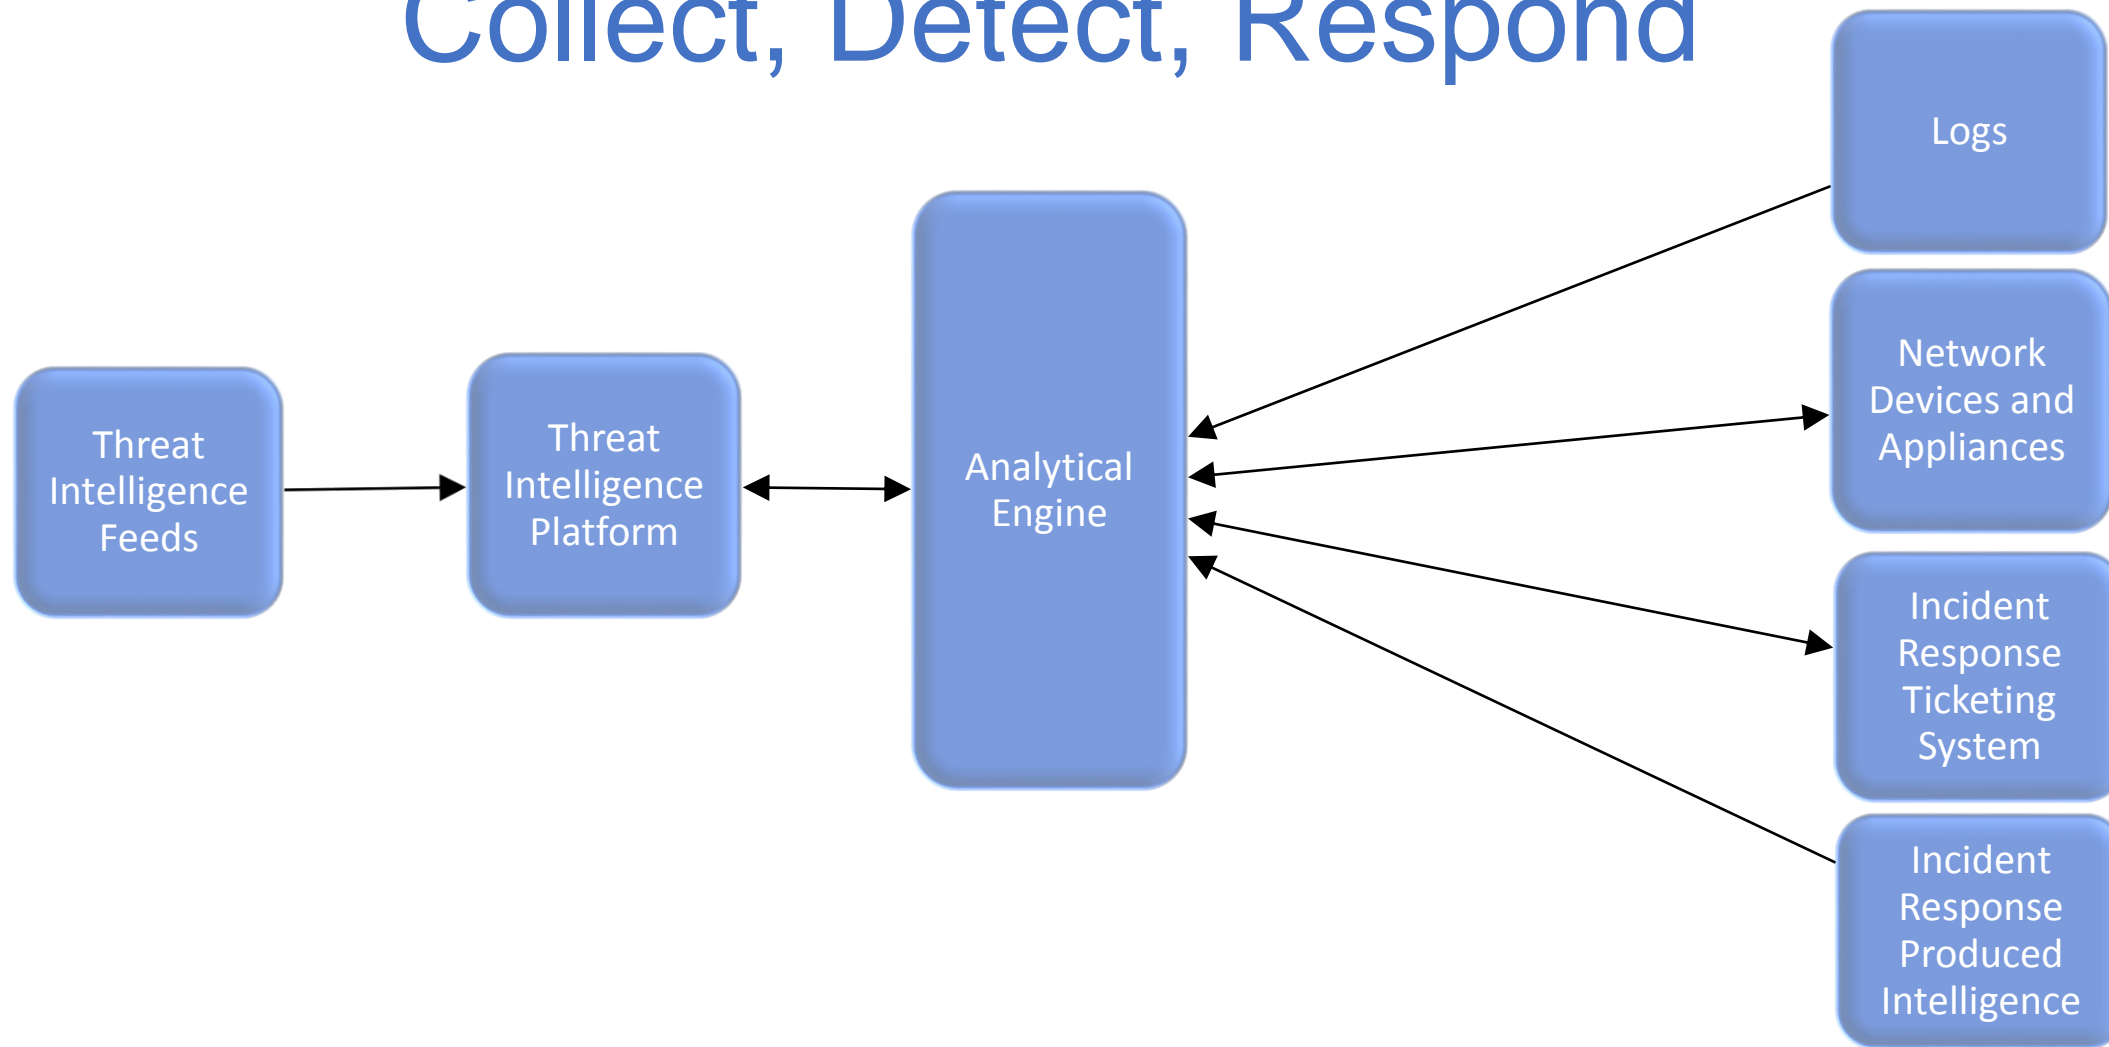 Collect, Detect, Respond
Logs
Network
Devices and
Appliances
Threat
Intelligence
Feeds
Threat
Intelligence
Platform
Analytical
Engine
Incident
Response
Ticketing
System
Incident
Response
Produced
Intelligence